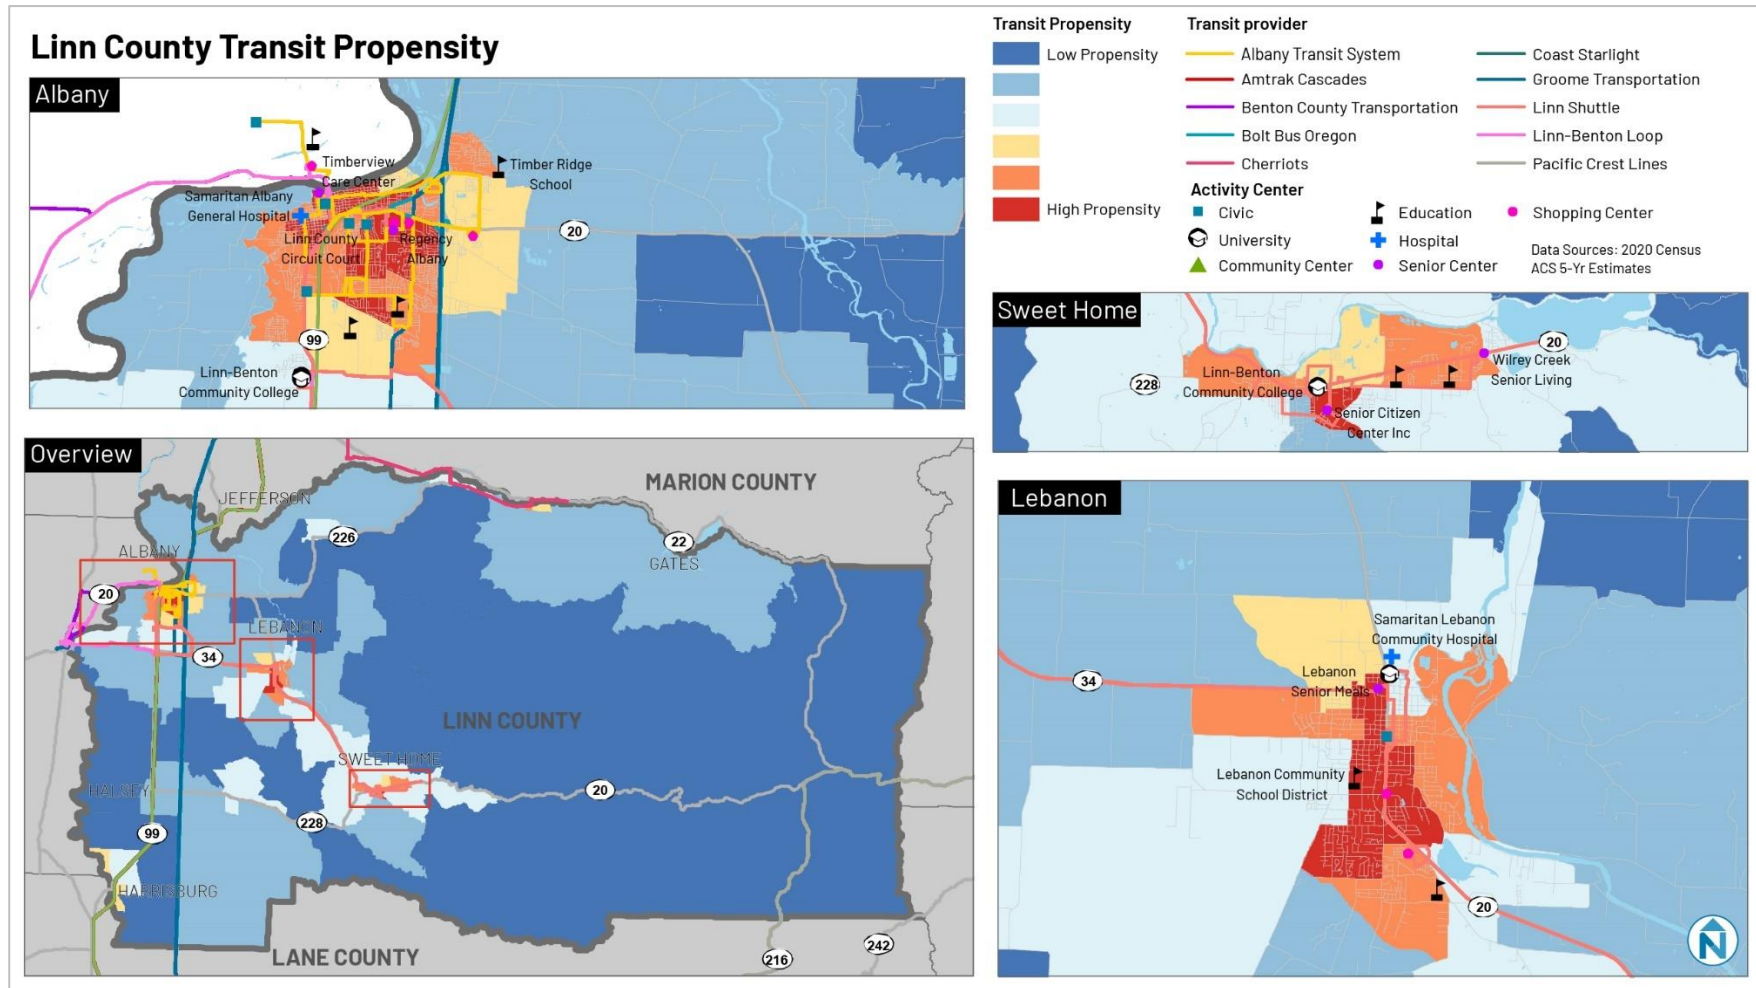 Linn County Transit Propensity
Transit Propensity
Low Propensity
High Propensity
Transit provider
Albany Transit System
Amtrak Cascades
Benton County Transportation
Bolt Bus Oregon
Cherriots
Coast Starlight
Groome Transportation
Linn Shuttle
Linn-Benton Loop
Pacific Crest Lines
Activity Center
Civic
University
Community Center
Education
Hospital
Senior Center
Shopping Center
Data Sources: 2020 Census
ACS 5-Yr Estimates
Albany
Timberview
Care Center
Samaritan Albany
General Hospital
Linn County
Circuit Court
Regency
Albany
Timber Ridge
School
20
99
Linn-Benton
Community College
Sweet Home
228
Linn-Benton
Community College
20
Wilrey Creek
Senior Living
Senior Citizen
Center Inc
Overview
JEFFERSON
MARION COUNTY
226
22
GATES
ALBANY
20
LEBANON
34
LINN COUNTY
SWEET HOME
HALSEY
20
228
99
HARRISBURG
LANE COUNTY
216
242
Lebanon
Samaritan Lebanon
Community Hospital
34
Lebanon
Senior Meals
Lebanon Community
School District
20
N